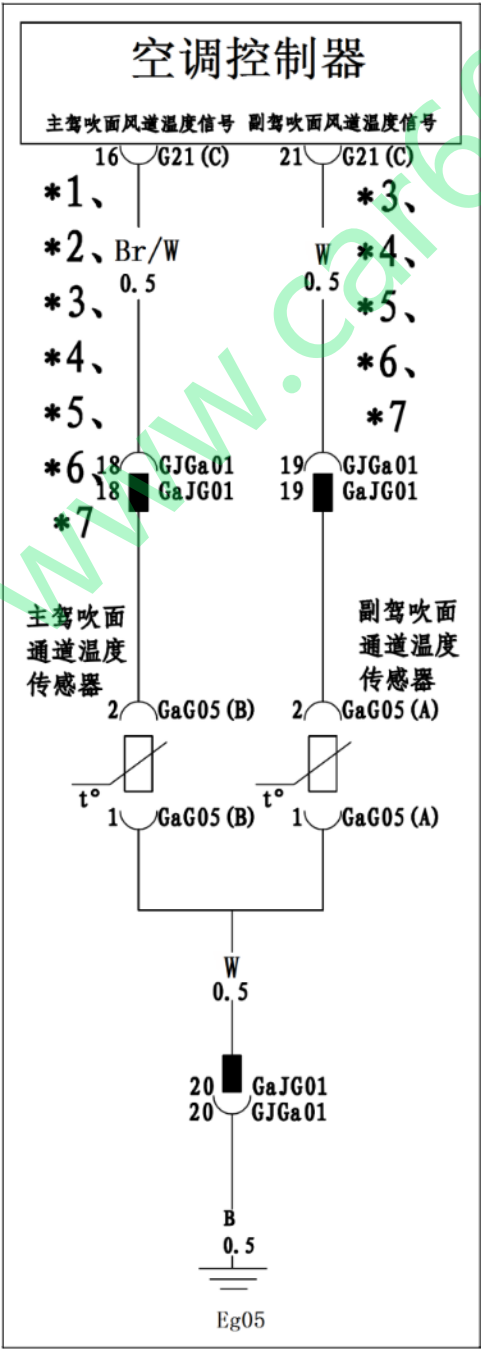 空调控制器
主驾吹面风道温度信号 副驾吹面风道温度信号
16 G21(C) 21 G21(C)
*1、
*2、
*3、
*4、
*5、
*6、
*7
Br/W
0.5
W
0.5
*3、
*4、
*5、
*6、
*7
18 GJGa01 19 GJGa01
18 GaJG01 19 GaJG01
主驾吹面
通道温度
传感器
副驾吹面
通道温度
传感器
2 GaG05(B) 2 GaG05(A)
t° t°
1 GaG05(B) 1 GaG05(A)
W
0.5
20 GaJG01
20 GJGa01
B
0.5
Eg05
www.car6